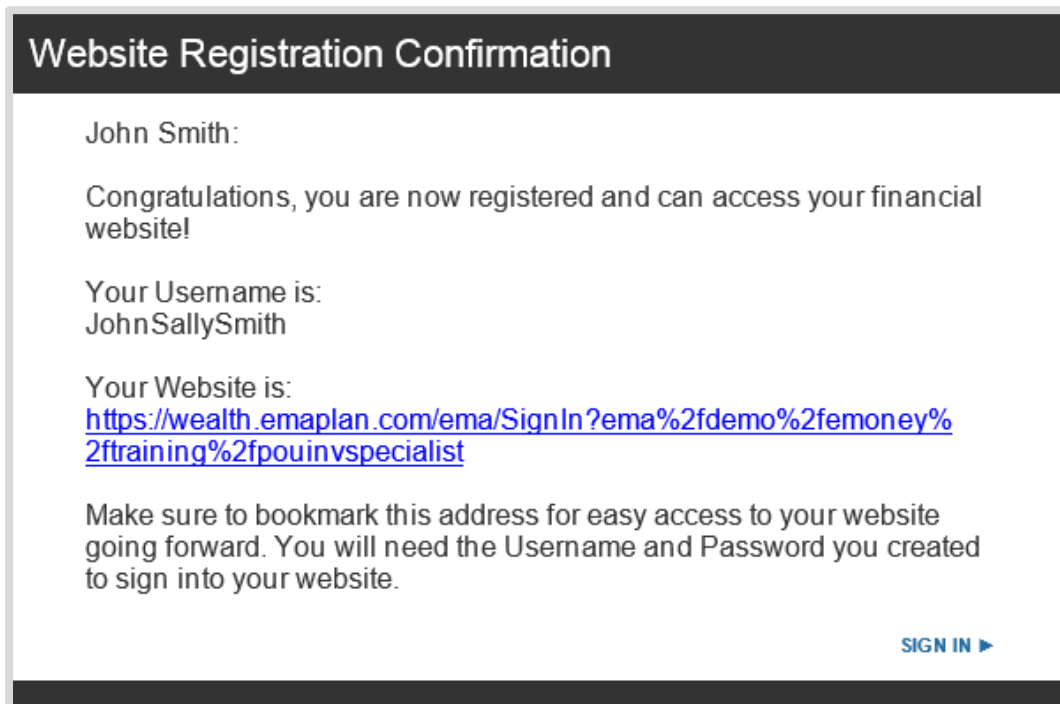 Website Registration Confirmation
John Smith:
Congratulations, you are now registered and can access your financial
website!
Your Username is:
JohnSallySmith
Your Website is:
https://wealth.emaplan.com/ema/SignIn?ema%2fdemo%2femoney%
2ftraining%2fpouinvspecialist
Make sure to bookmark this address for easy access to your website
going forward. You will need the Username and Password you created
to sign into your website.
SIGN IN ►